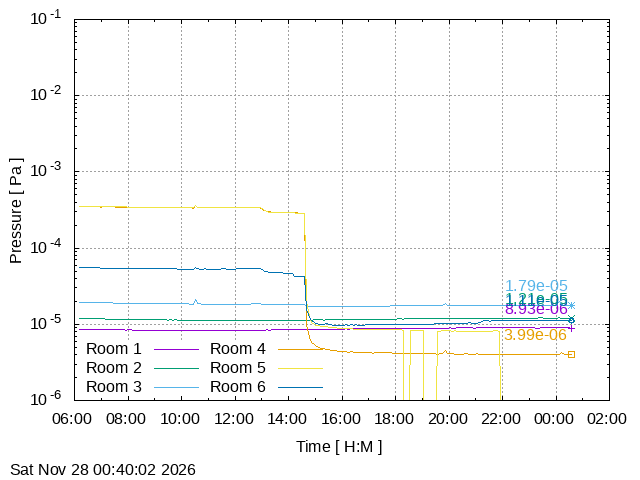 10^-1
10^-2
10^-3
10^-4
10^-5
10^-6
Pressure [ Pa ]
1.79e-05
1.11e-05
8.93e-06
3.99e-06
Room 1 Room 4
Room 2 Room 5
Room 3 Room 6
06:00 08:00 10:00 12:00 14:00 16:00 18:00 20:00 22:00 00:00 02:00
Time [ H:M ]
Sat Nov 28 00:40:02 2026